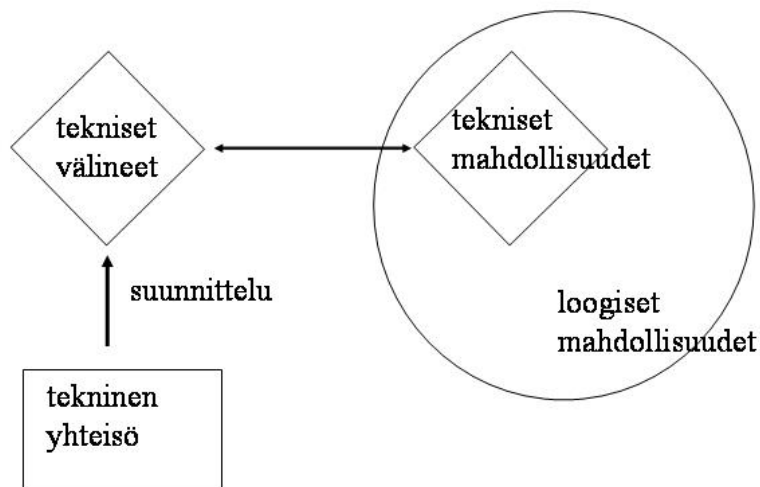 tekniset
välineet
tekniset
mahdollisuudet
suunnittelu
loogiset
mahdollisuudet
tekninen
yhteisö